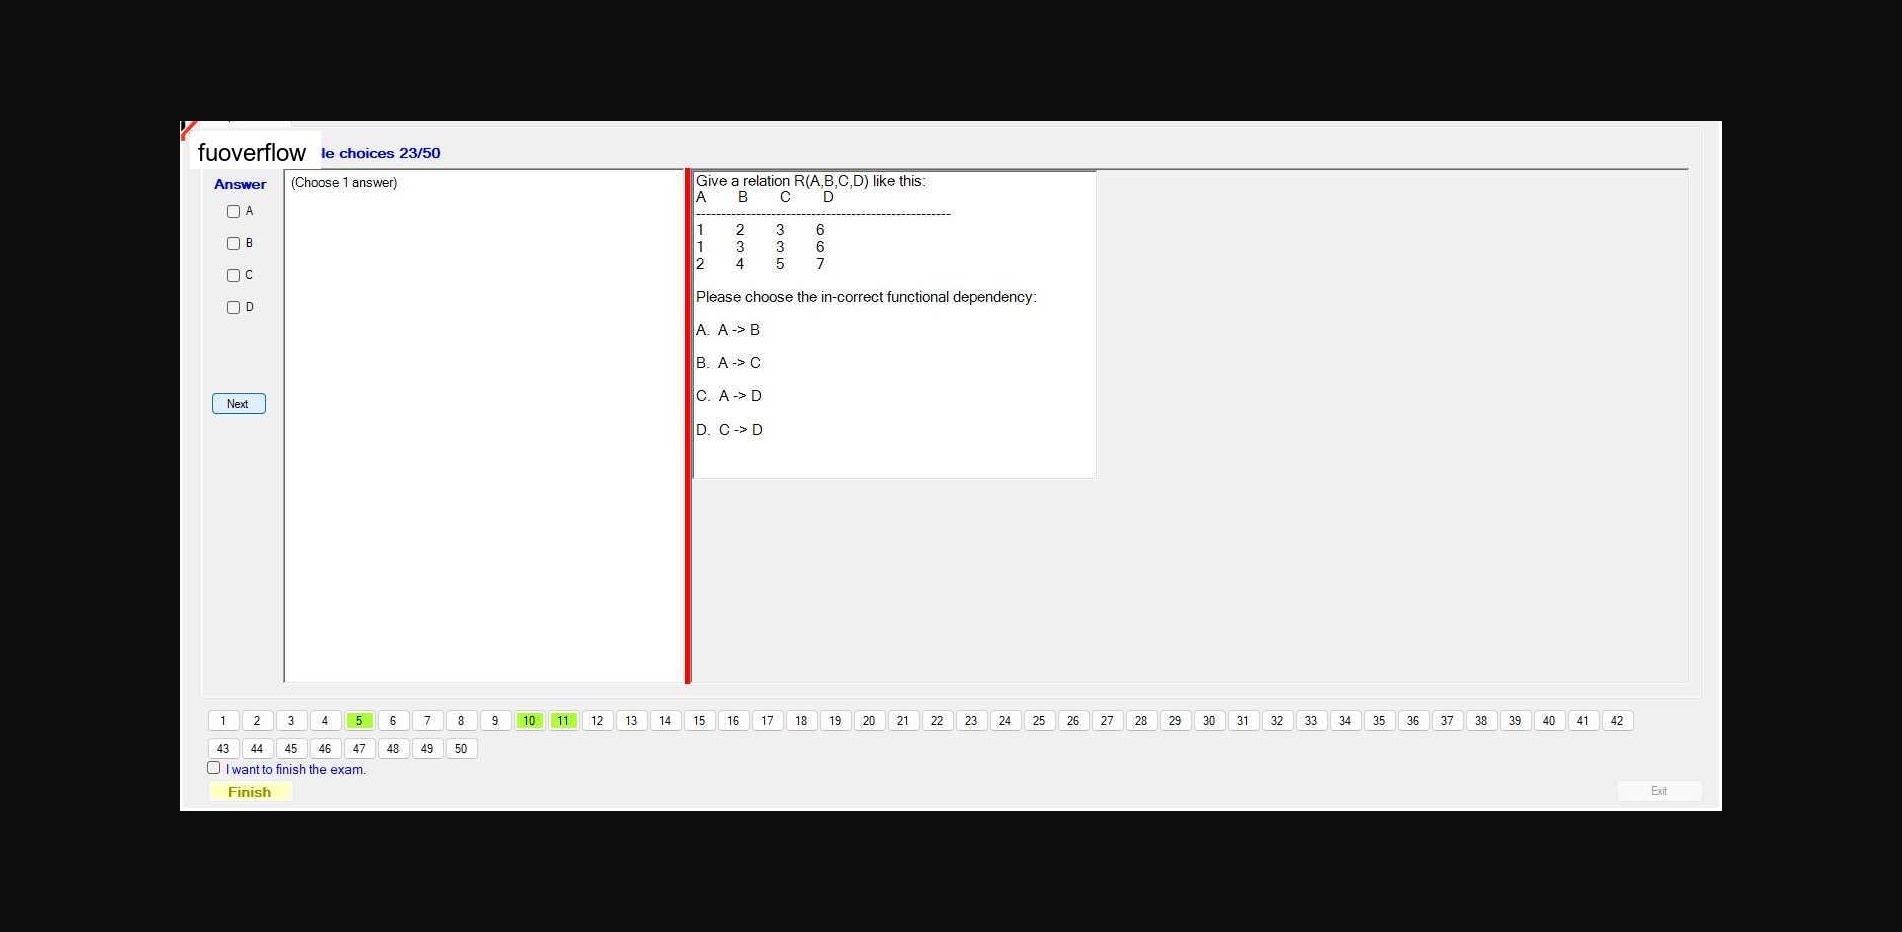 fuoverflow le choices 23/50
Answer
(Choose 1 answer)
A
B
C
D
Next
Give a relation R(A,B,C,D) like this:
A B C D
---------------------------------------------------
1 2 3 6
1 3 3 6
2 4 5 7
Please choose the in-correct functional dependency:
A. A -> B
B. A -> C
C. A -> D
D. C -> D
1 2 3 4 5 6 7 8 9 10 11 12 13 14 15 16 17 18 19 20 21 22 23 24 25 26 27 28 29 30 31 32 33 34 35 36 37 38 39 40 41 42
43 44 45 46 47 48 49 50
I want to finish the exam.
Finish
Exit